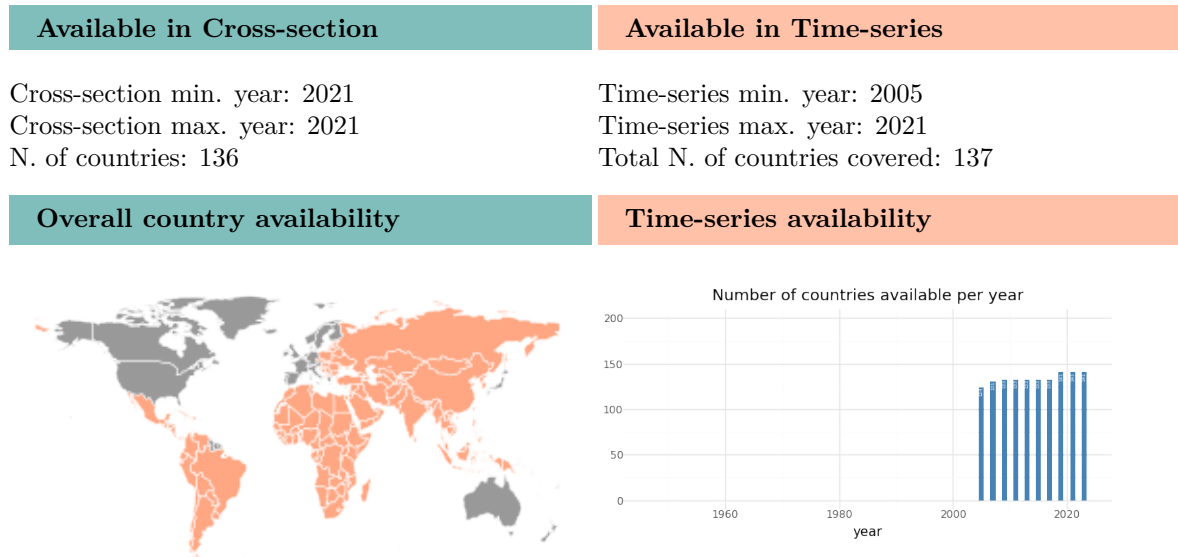 Available in Cross-section
Available in Time-series
Cross-section min. year: 2021
Cross-section max. year: 2021
N. of countries: 136
Time-series min. year: 2005
Time-series max. year: 2021
Total N. of countries covered: 137
Overall country availability
Time-series availability
Number of countries available per year
200
150
100
50
0
1960
1980
2000
2020
year